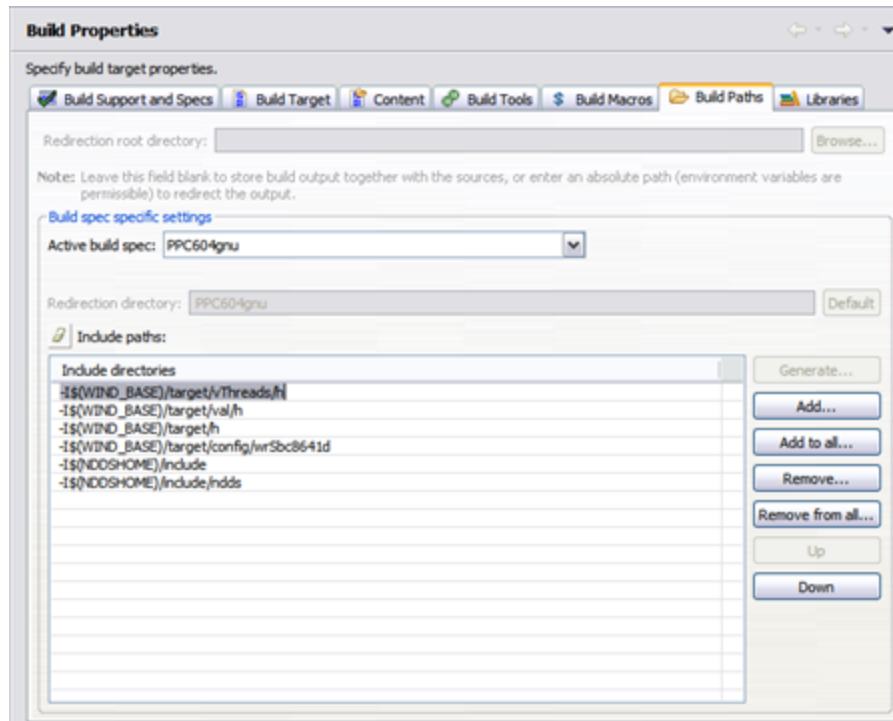 Build Properties
Specify build target properties.
Build Support and Specs Build Target Content Build Tools $ Build Macros Build Paths Libraries
Redirection root directory: Browse...
Note: Leave this field blank to store build output together with the sources, or enter an absolute path (environment variables are
permissible) to redirect the output.
Build spec specific settings
Active build spec: PPC604gnu
Redirection directory: PPC604gnu Default
Include paths:
Include directories
Generate...
-I$(WIND_BASE)/target/vThreads/h
-I$(WIND_BASE)/target/val/h
Add...
-I$(WIND_BASE)/target/h
-I$(WIND_BASE)/target/config/wrSbc8641d
Add to all...
-I$(NDDSHOME)/include
-I$(NDDSHOME)/include/ndds
Remove...
Remove from all...
Up
Down